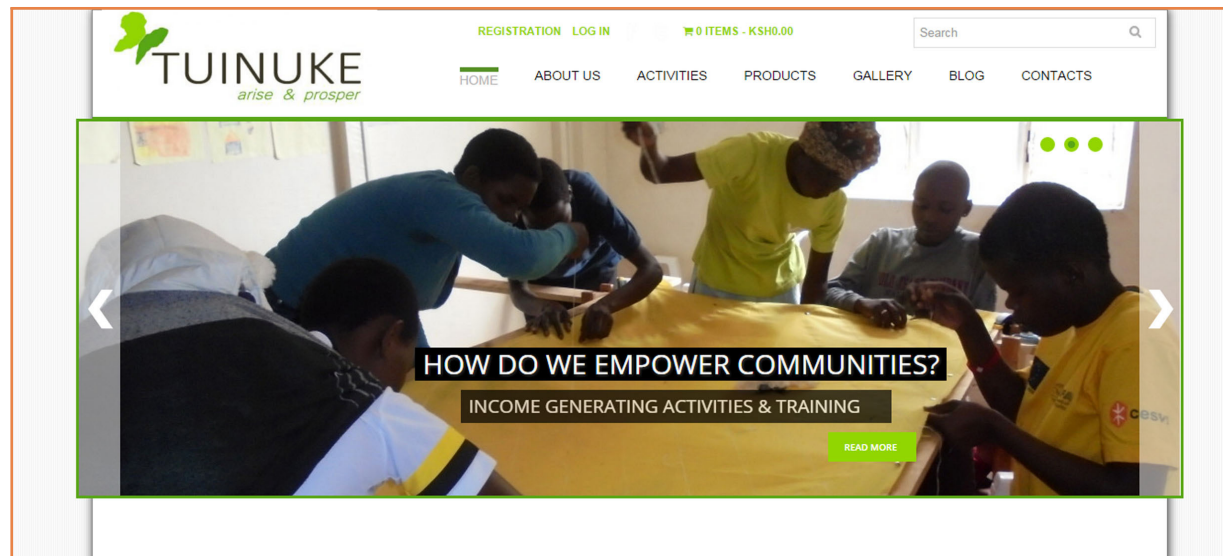 REGISTRATION LOG IN 0 ITEMS - KSH0.00
Search
TUINUKE
arise & prosper
HOME ABOUT US ACTIVITIES PRODUCTS GALLERY BLOG CONTACTS
HOW DO WE EMPOWER COMMUNITIES?
INCOME GENERATING ACTIVITIES & TRAINING
cesvi
READ MORE